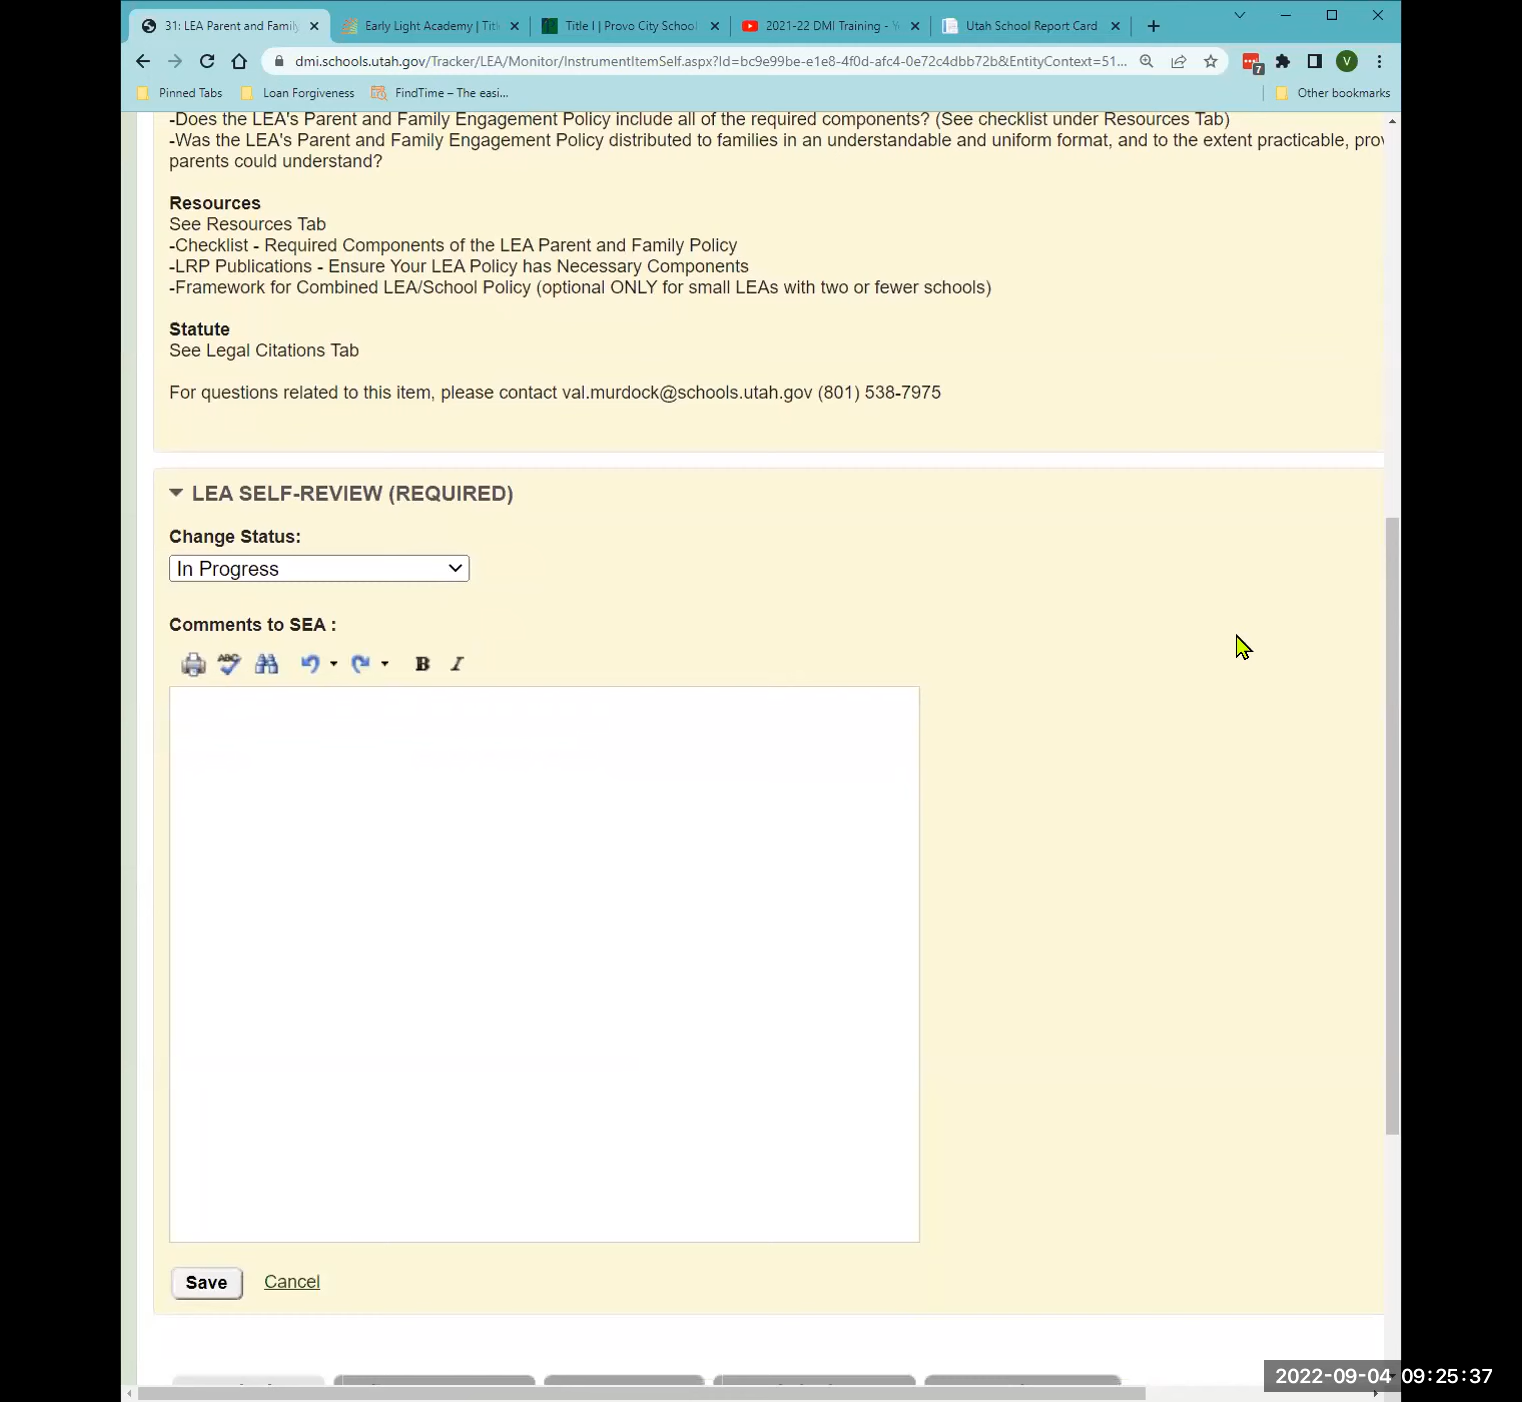 31: LEA Parent and Family
Early Light Academy | Title
Title I | Provo City School
2021-22 DMI Training - Y
Utah School Report Card
dmi.schools.utah.gov/Tracker/LEA/Monitor/InstrumentItemSelf.aspx?Id=bc9e99be-e1e8-4f0d-afc4-0e72c4dbb72b&EntityContext=51...
7
V
Pinned Tabs
Loan Forgiveness
FindTime – The easi...
Other bookmarks
-Does the LEA's Parent and Family Engagement Policy include all of the required components? (See checklist under Resources Tab)
-Was the LEA's Parent and Family Engagement Policy distributed to families in an understandable and uniform format, and to the extent practicable, prov
parents could understand?
Resources
See Resources Tab
-Checklist - Required Components of the LEA Parent and Family Policy
-LRP Publications - Ensure Your LEA Policy has Necessary Components
-Framework for Combined LEA/School Policy (optional ONLY for small LEAs with two or fewer schools)
Statute
See Legal Citations Tab
For questions related to this item, please contact val.murdock@schools.utah.gov (801) 538-7975
LEA SELF-REVIEW (REQUIRED)
Change Status:
In Progress
Comments to SEA :
ABC
B I
Save Cancel
2022-09-04 09:25:37